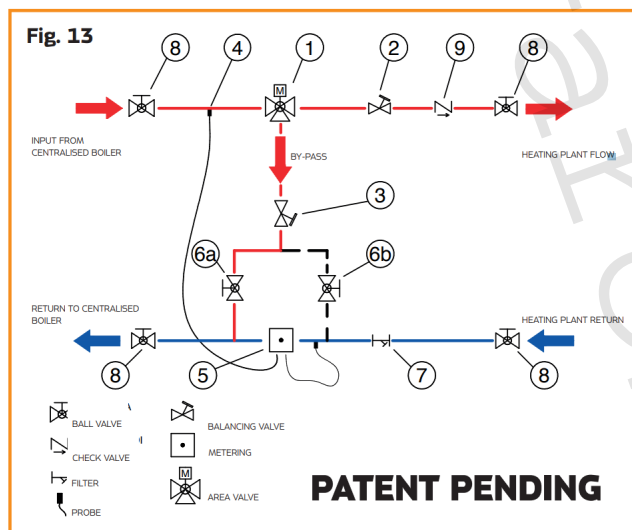 Fig. 13
8
4
1
2
9
8
M
INPUT FROM
CENTRALISED BOILER
BY-PASS
HEATING PLANT FLOW
3
6a
6b
RETURN TO CENTRALISED
BOILER
HEATING PLANT RETURN
8
5
7
8
BALL VALVE
BALANCING VALVE
CHECK VALVE
METERING
FILTER
M
AREA VALVE
PROBE
PATENT PENDING